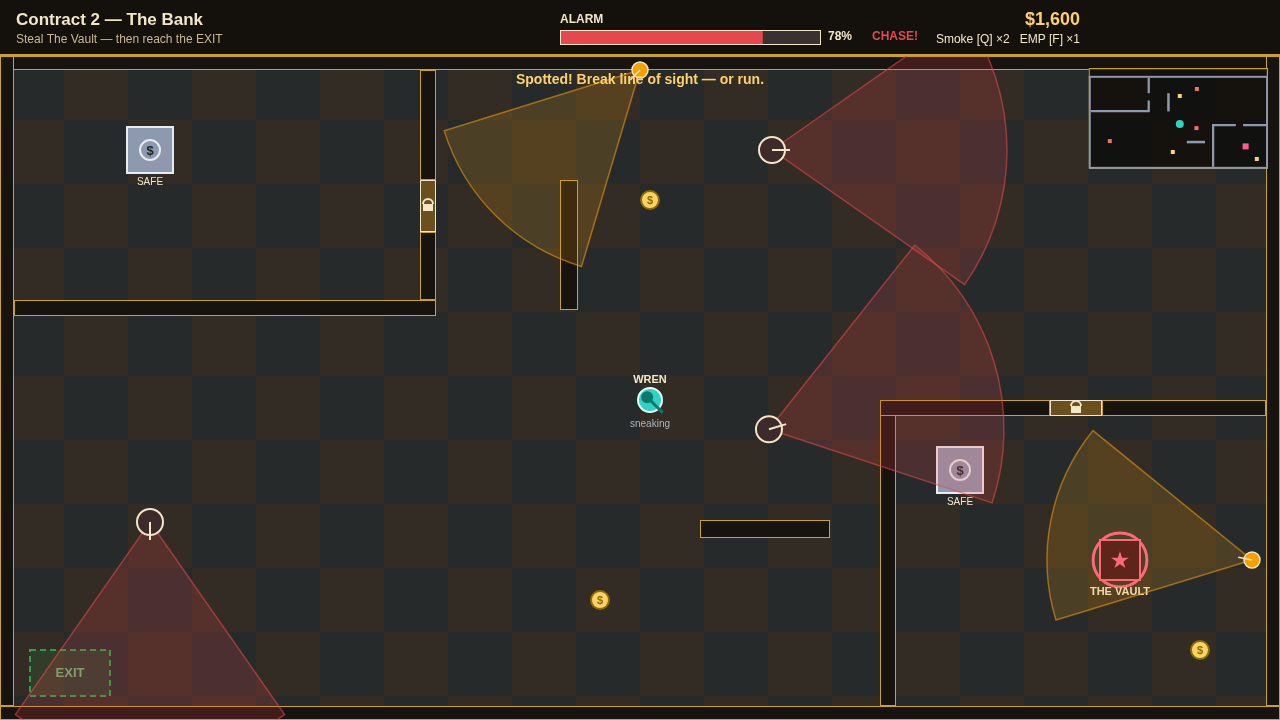 Contract 2 — The Bank
Steal The Vault — then reach the EXIT
ALARM
78%
CHASE!
$1,600
Smoke [Q] ×2 EMP [F] ×1
Spotted! Break line of sight — or run.
$
SAFE
$
WREN
sneaking
$
SAFE
★
THE VAULT
$
$
EXIT